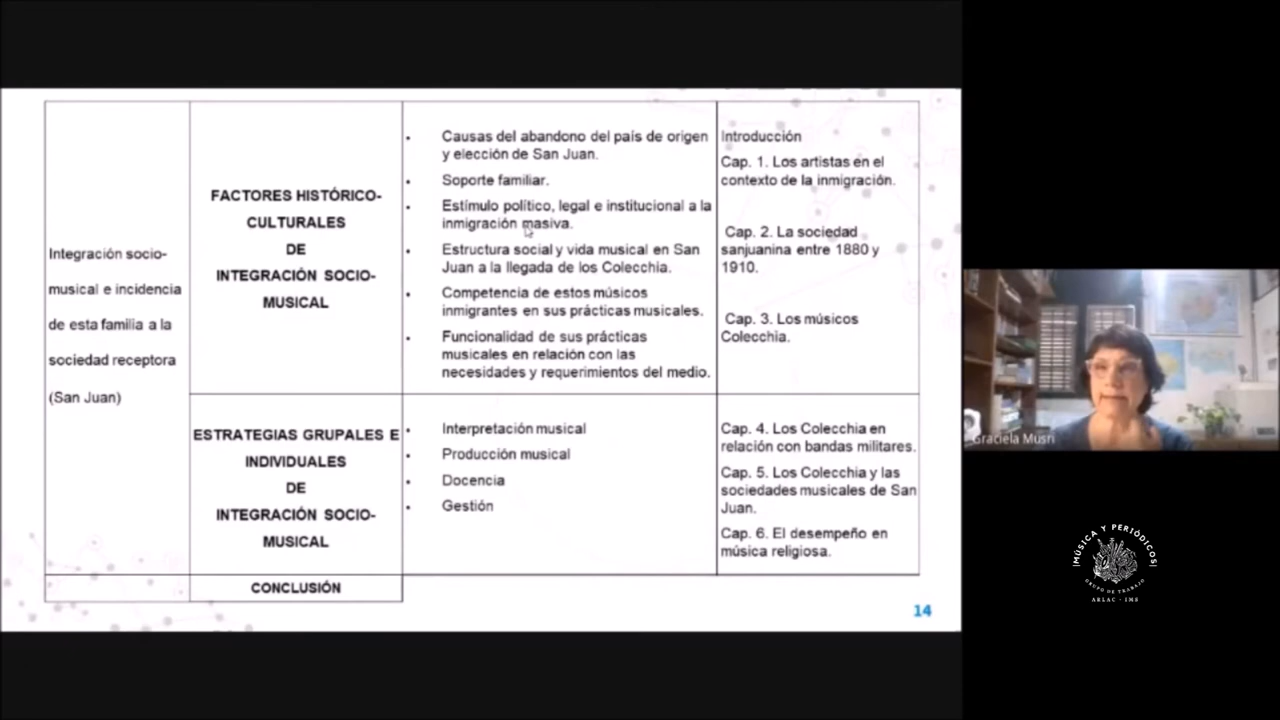 Integración socio-
musical e incidencia
de esta familia a la
sociedad receptora
(San Juan)
FACTORES HISTÓRICO-
CULTURALES
DE
INTEGRACIÓN SOCIO-
MUSICAL
• Causas del abandono del país de origen
y elección de San Juan.
• Soporte familiar.
• Estímulo político, legal e institucional a la
inmigración masiva.
• Estructura social y vida musical en San
Juan a la llegada de los Colecchia.
• Competencia de estos músicos
inmigrantes en sus prácticas musicales.
• Funcionalidad de sus prácticas
musicales en relación con las
necesidades y requerimientos del medio.
Introducción
Cap. 1. Los artistas en el
contexto de la inmigración.
Cap. 2. La sociedad
sanjuanina entre 1880 y
1910.
Cap. 3. Los músicos
Colecchia.
ESTRATEGIAS GRUPALES E
INDIVIDUALES
DE
INTEGRACIÓN SOCIO-
MUSICAL
• Interpretación musical
• Producción musical
• Docencia
• Gestión
Cap. 4. Los Colecchia en
relación con bandas militares.
Cap. 5. Los Colecchia y las
sociedades musicales de San
Juan.
Cap. 6. El desempeño en
música religiosa.
CONCLUSIÓN
14
Graciela Musri
MÚSICA Y PERIÓDICOS
GRUPO DE TRABAJO
ARLAC - IMS